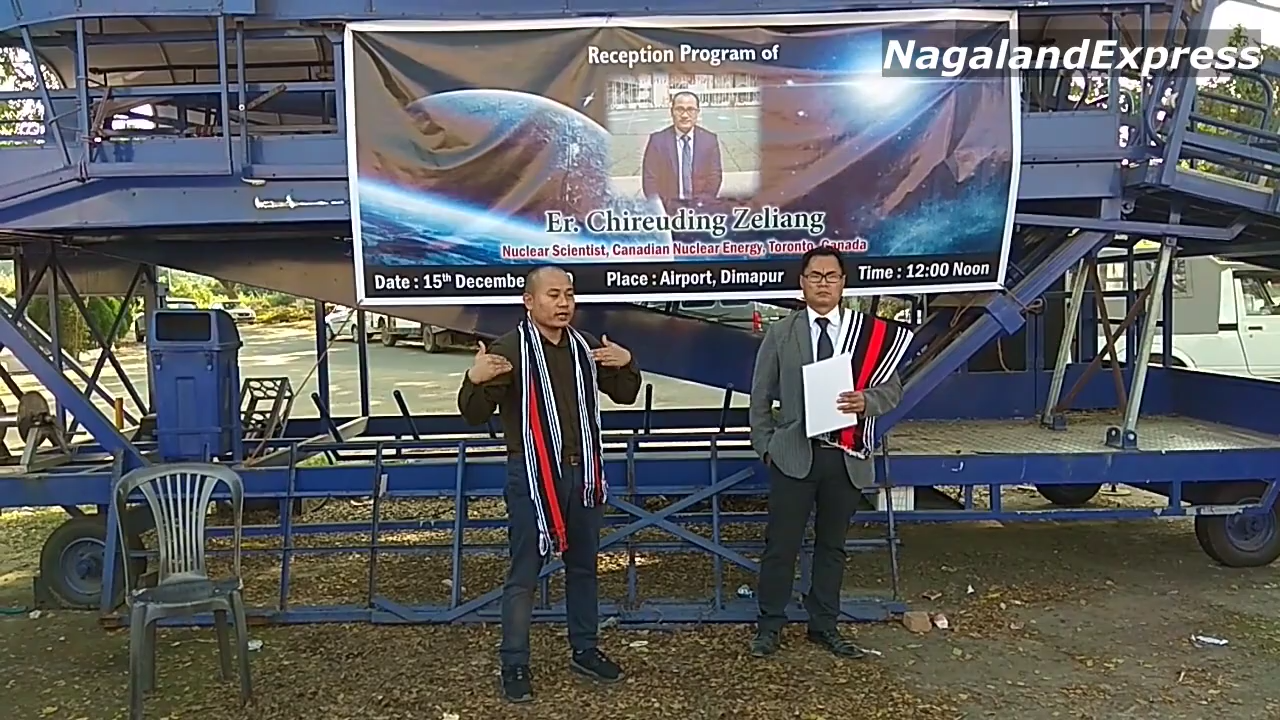 NagalandExpress
Reception Program of
Er. Chireuding Zeliang
Nuclear Scientist, Canadian Nuclear Energy, Toronto, Canada
Date : 15th December Place : Airport, Dimapur Time : 12:00 Noon